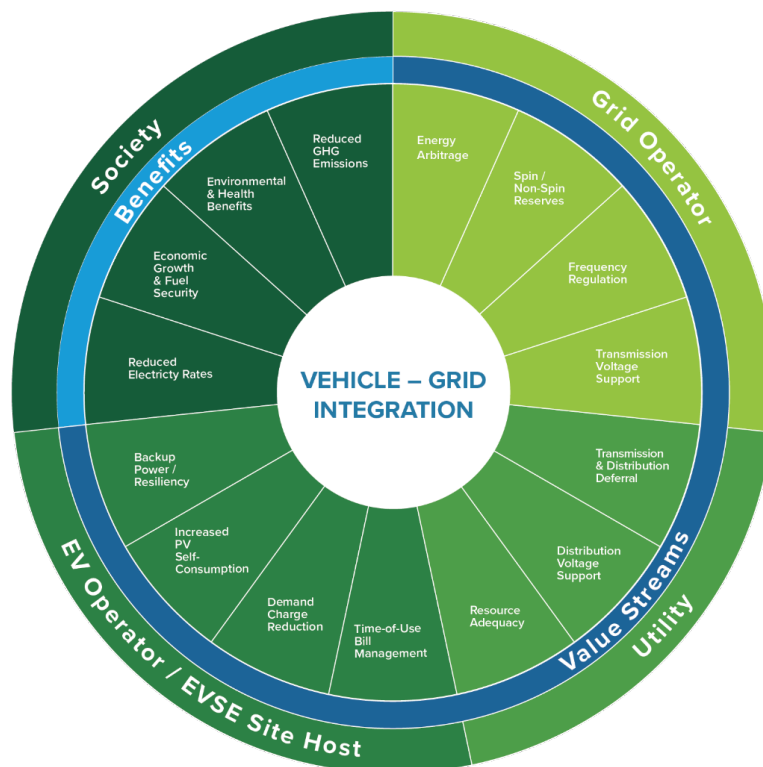 VEHICLE – GRID
INTEGRATION
Grid Operator
Energy
Arbitrage
Spin /
Non-Spin
Reserves
Frequency
Regulation
Transmission
Voltage
Support
Utility
Transmission
& Distribution
Deferral
Distribution
Voltage
Support
Resource
Adequacy
Value Streams
EV Operator / EVSE Site Host
Time-of-Use
Bill
Management
Demand
Charge
Reduction
Increased
PV
Self-
Consumption
Backup
Power /
Resiliency
Society
Benefits
Reduced
Electricty Rates
Economic
Growth
& Fuel
Security
Environmental
& Health
Benefits
Reduced
GHG
Emissions